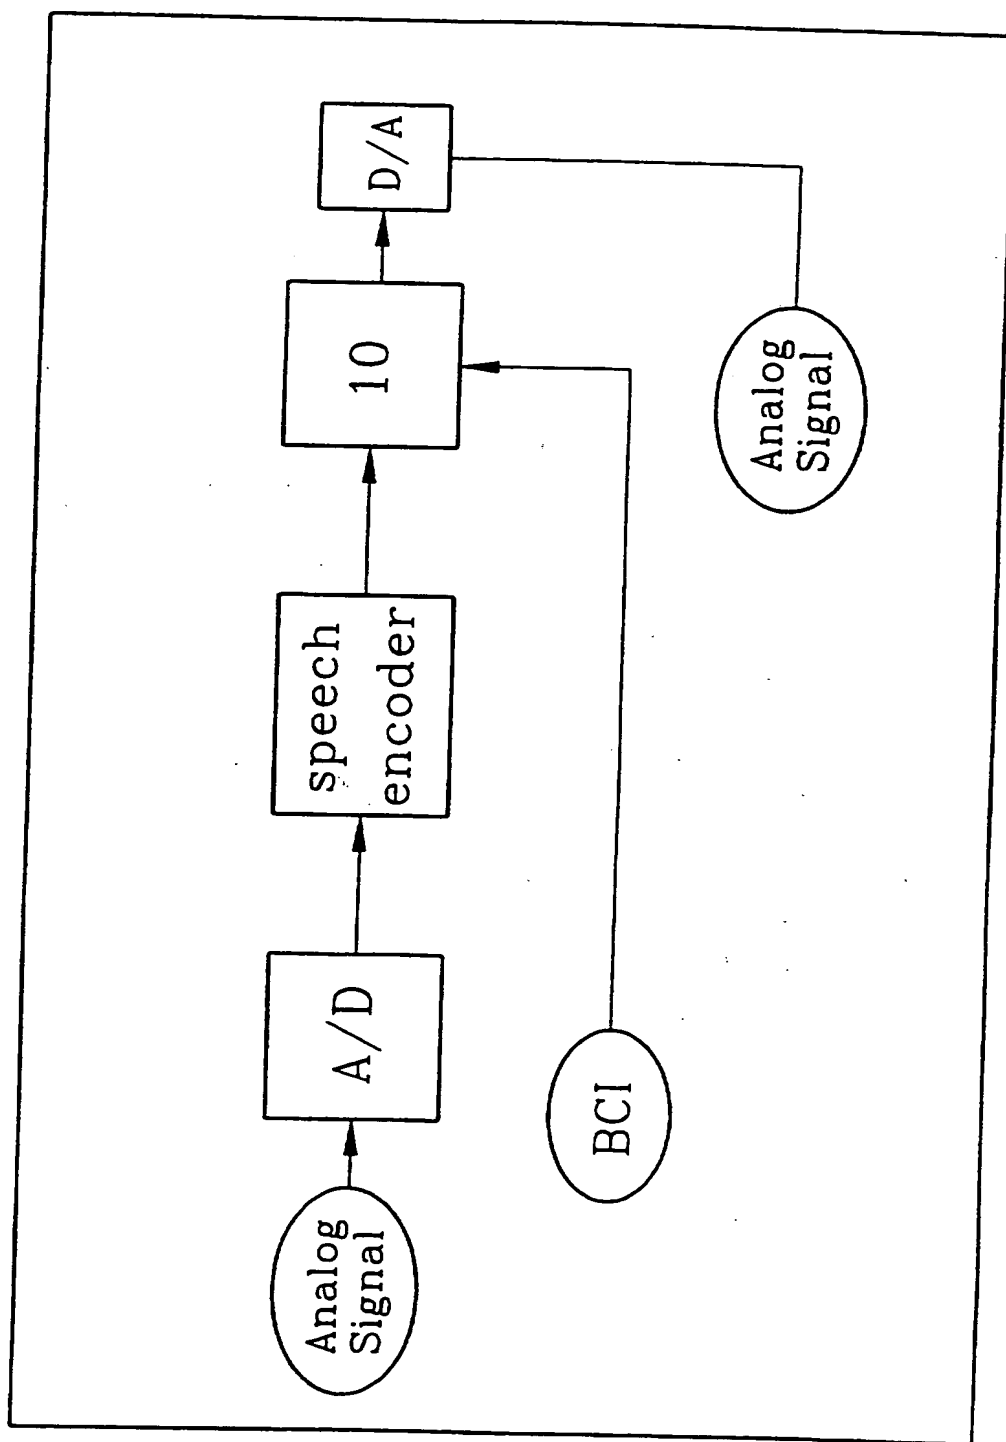 Analog
Signal
A/D
speech
encoder
10
D/A
BCI
Analog
Signal